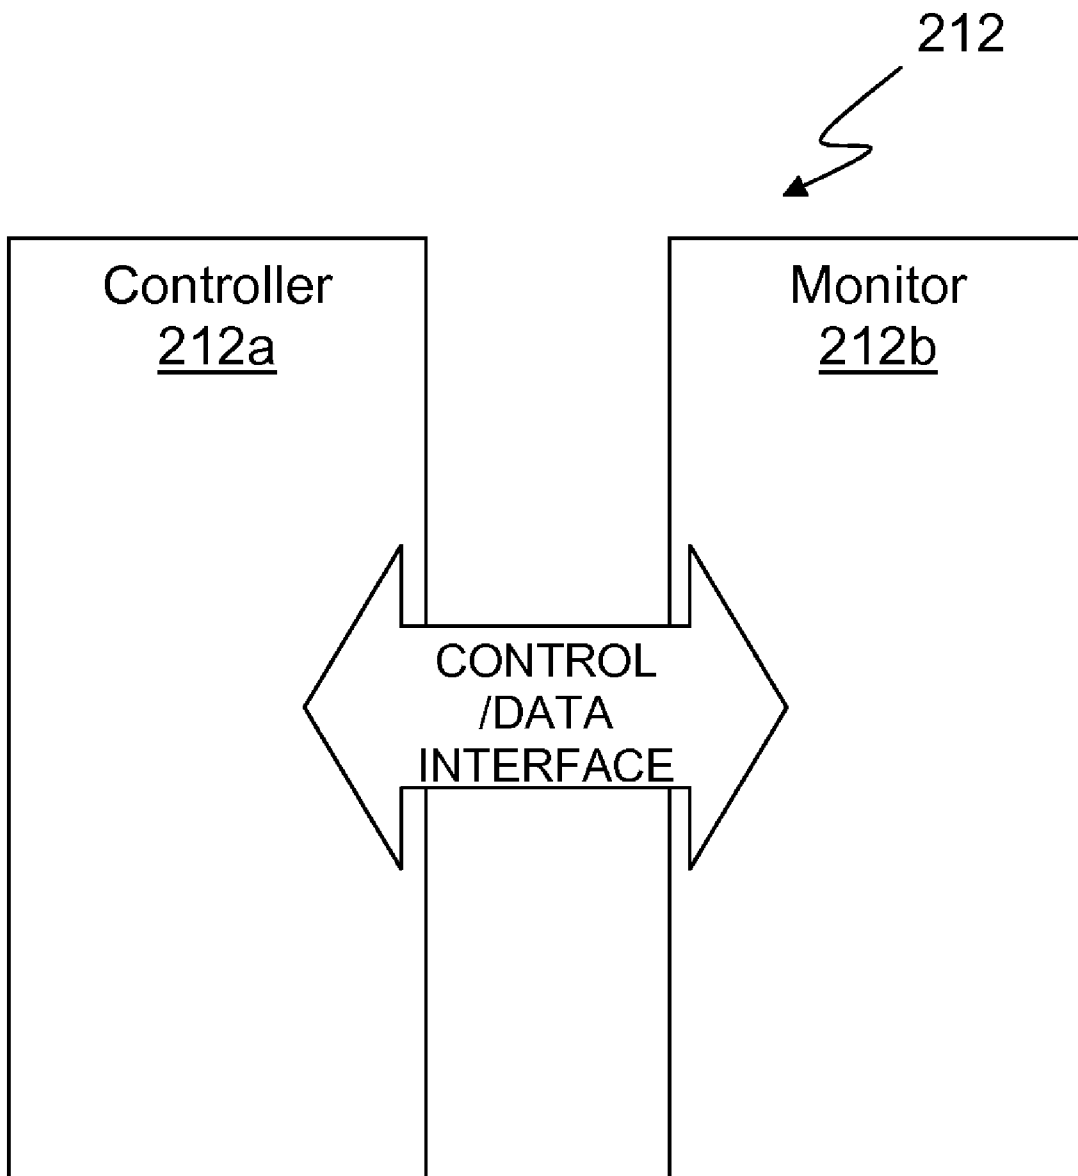 212
Controller
212a
Monitor
212b
CONTROL
/DATA
INTERFACE